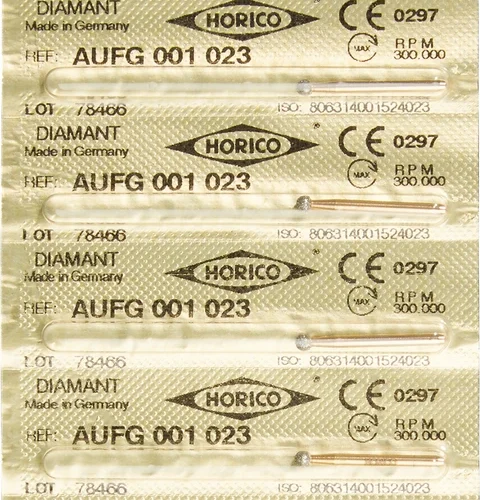 DIAMANT
HORICO
CE 0297
Made in Germany
MAX
RPM
300.000
REF: AUFG 001 023
LOT 78466
ISO: 806314001524023
DIAMANT
HORICO
CE 0297
Made in Germany
MAX
RPM
300.000
REF: AUFG 001 023
LOT 78466
ISO: 806314001524023
DIAMANT
HORICO
CE 0297
Made in Germany
MAX
RPM
300.000
REF: AUFG 001 023
LOT 78466
ISO: 806314001524023
DIAMANT
HORICO
CE 0297
Made in Germany
MAX
RPM
300.000
REF: AUFG 001 023
LOT 78466
ISO: 806314001524023